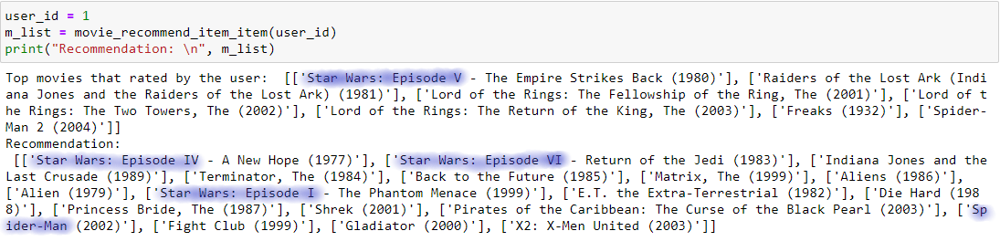 user_id = 1
m_list = movie_recommend_item_item(user_id)
print("Recommendation: \n", m_list)
Top movies that rated by the user:  [['Star Wars: Episode V - The Empire Strikes Back (1980)'], ['Raiders of the Lost Ark (Indi
ana Jones and the Raiders of the Lost Ark) (1981)'], ['Lord of the Rings: The Fellowship of the Ring, The (2001)'], ['Lord of t
he Rings: The Two Towers, The (2002)'], ['Lord of the Rings: The Return of the King, The (2003)'], ['Freaks (1932)'], ['Spider-
Man 2 (2004)']]
Recommendation:
 [['Star Wars: Episode IV - A New Hope (1977)'], ['Star Wars: Episode VI - Return of the Jedi (1983)'], ['Indiana Jones and the
Last Crusade (1989)'], ['Terminator, The (1984)'], ['Back to the Future (1985)'], ['Matrix, The (1999)'], ['Aliens (1986)'],
['Alien (1979)'], ['Star Wars: Episode I - The Phantom Menace (1999)'], ['E.T. the Extra-Terrestrial (1982)'], ['Die Hard (198
8)'], ['Princess Bride, The (1987)'], ['Shrek (2001)'], ['Pirates of the Caribbean: The Curse of the Black Pearl (2003)'], ['Sp
ider-Man (2002)'], ['Fight Club (1999)'], ['Gladiator (2000)'], ['X2: X-Men United (2003)']]